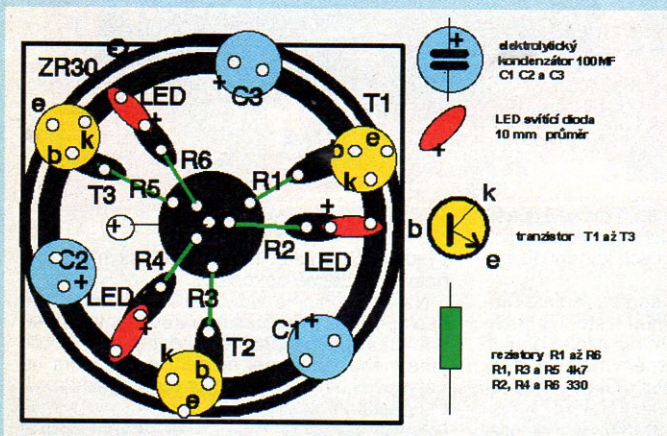 ZR30
LED
C3
T1
e
k
b
T3
R5
R6
R1
b
e
k
+
R2
LED
C2
+
LED
R4
+
R3
C1
+
T2
k
b
e
+
elektrolytický
kondenzátor 100MF
C1 C2 a C3
LED svítící dioda
10 mm průměr
+
b
k
e
tranzistor T1 až T3
rezistory R1 až R6
R1, R3 a R5 4k7
R2, R4 a R6 330